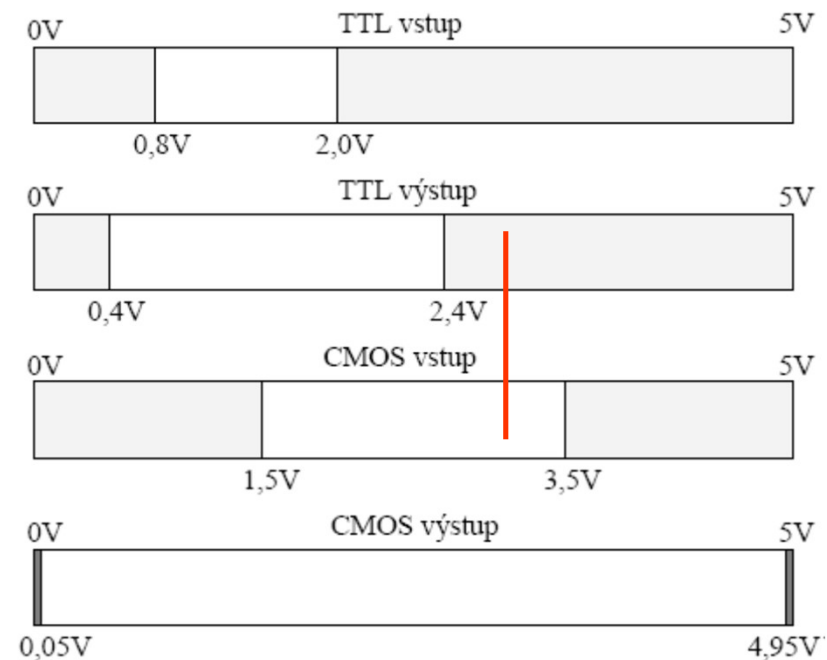 0V TTL vstup 5V
0,8V 2,0V
0V TTL výstup 5V
0,4V 2,4V
0V CMOS vstup 5V
1,5V 3,5V
0V CMOS výstup 5V
0,05V 4,95V